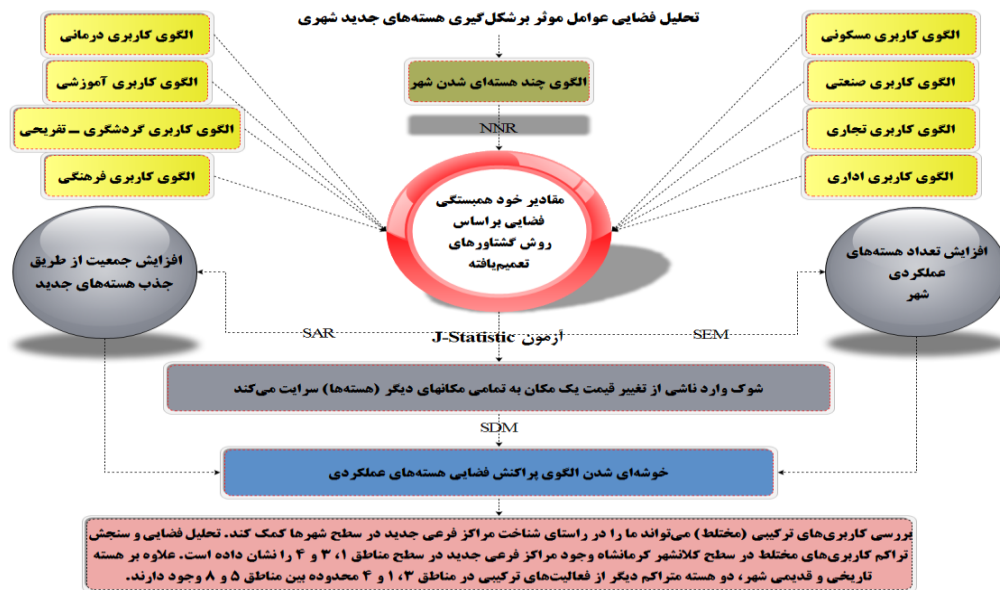 تحلیل فضایی عوامل موثر برشکل‌گیری هسته‌های جدید شهری
الگوی کاربری مسکونی
الگوی کاربری صنعتی
الگوی کاربری تجاری
الگوی کاربری اداری
الگوی چند هسته‌ای شدن شهر
NNR
الگوی کاربری درمانی
الگوی کاربری آموزشی
الگوی کاربری گردشگری ـ تفریحی
الگوی کاربری فرهنگی
مقادیر خود همبستگی
فضایی براساس
روش گشتاورهای
تعمیم‌یافته
افزایش تعداد هسته‌های
عملکردی
شهر
افزایش جمعیت از طریق
جذب هسته‌های جدید
SEM
SAR
آزمون J-Statistic
شوک وارد ناشی از تغییر قیمت یک مکان به تمامی مکانهای دیگر (هسته‌ها) سرایت می‌کند
SDM
خوشه‌ای شدن الگوی پراکنش فضایی هسته‌های عملکردی
بررسی کاربری‌های ترکیبی (مختلط) می‌تواند ما را در راستای شناخت مراکز فرعی جدید در سطح شهرها کمک کند. تحلیل فضایی و سنجش
تراکم کاربری‌های مختلط در سطح کلانشهر کرمانشاه وجود مراکز فرعی جدید در سطح مناطق ۱، ۳ و ۴ را نشان داده است. علاوه بر هسته
تاریخی و قدیمی شهر، دو هسته متراکم دیگر از فعالیت‌های ترکیبی در مناطق ۳، ۱ و ۴ محدوده بین مناطق ۵ و ۸ وجود دارند.